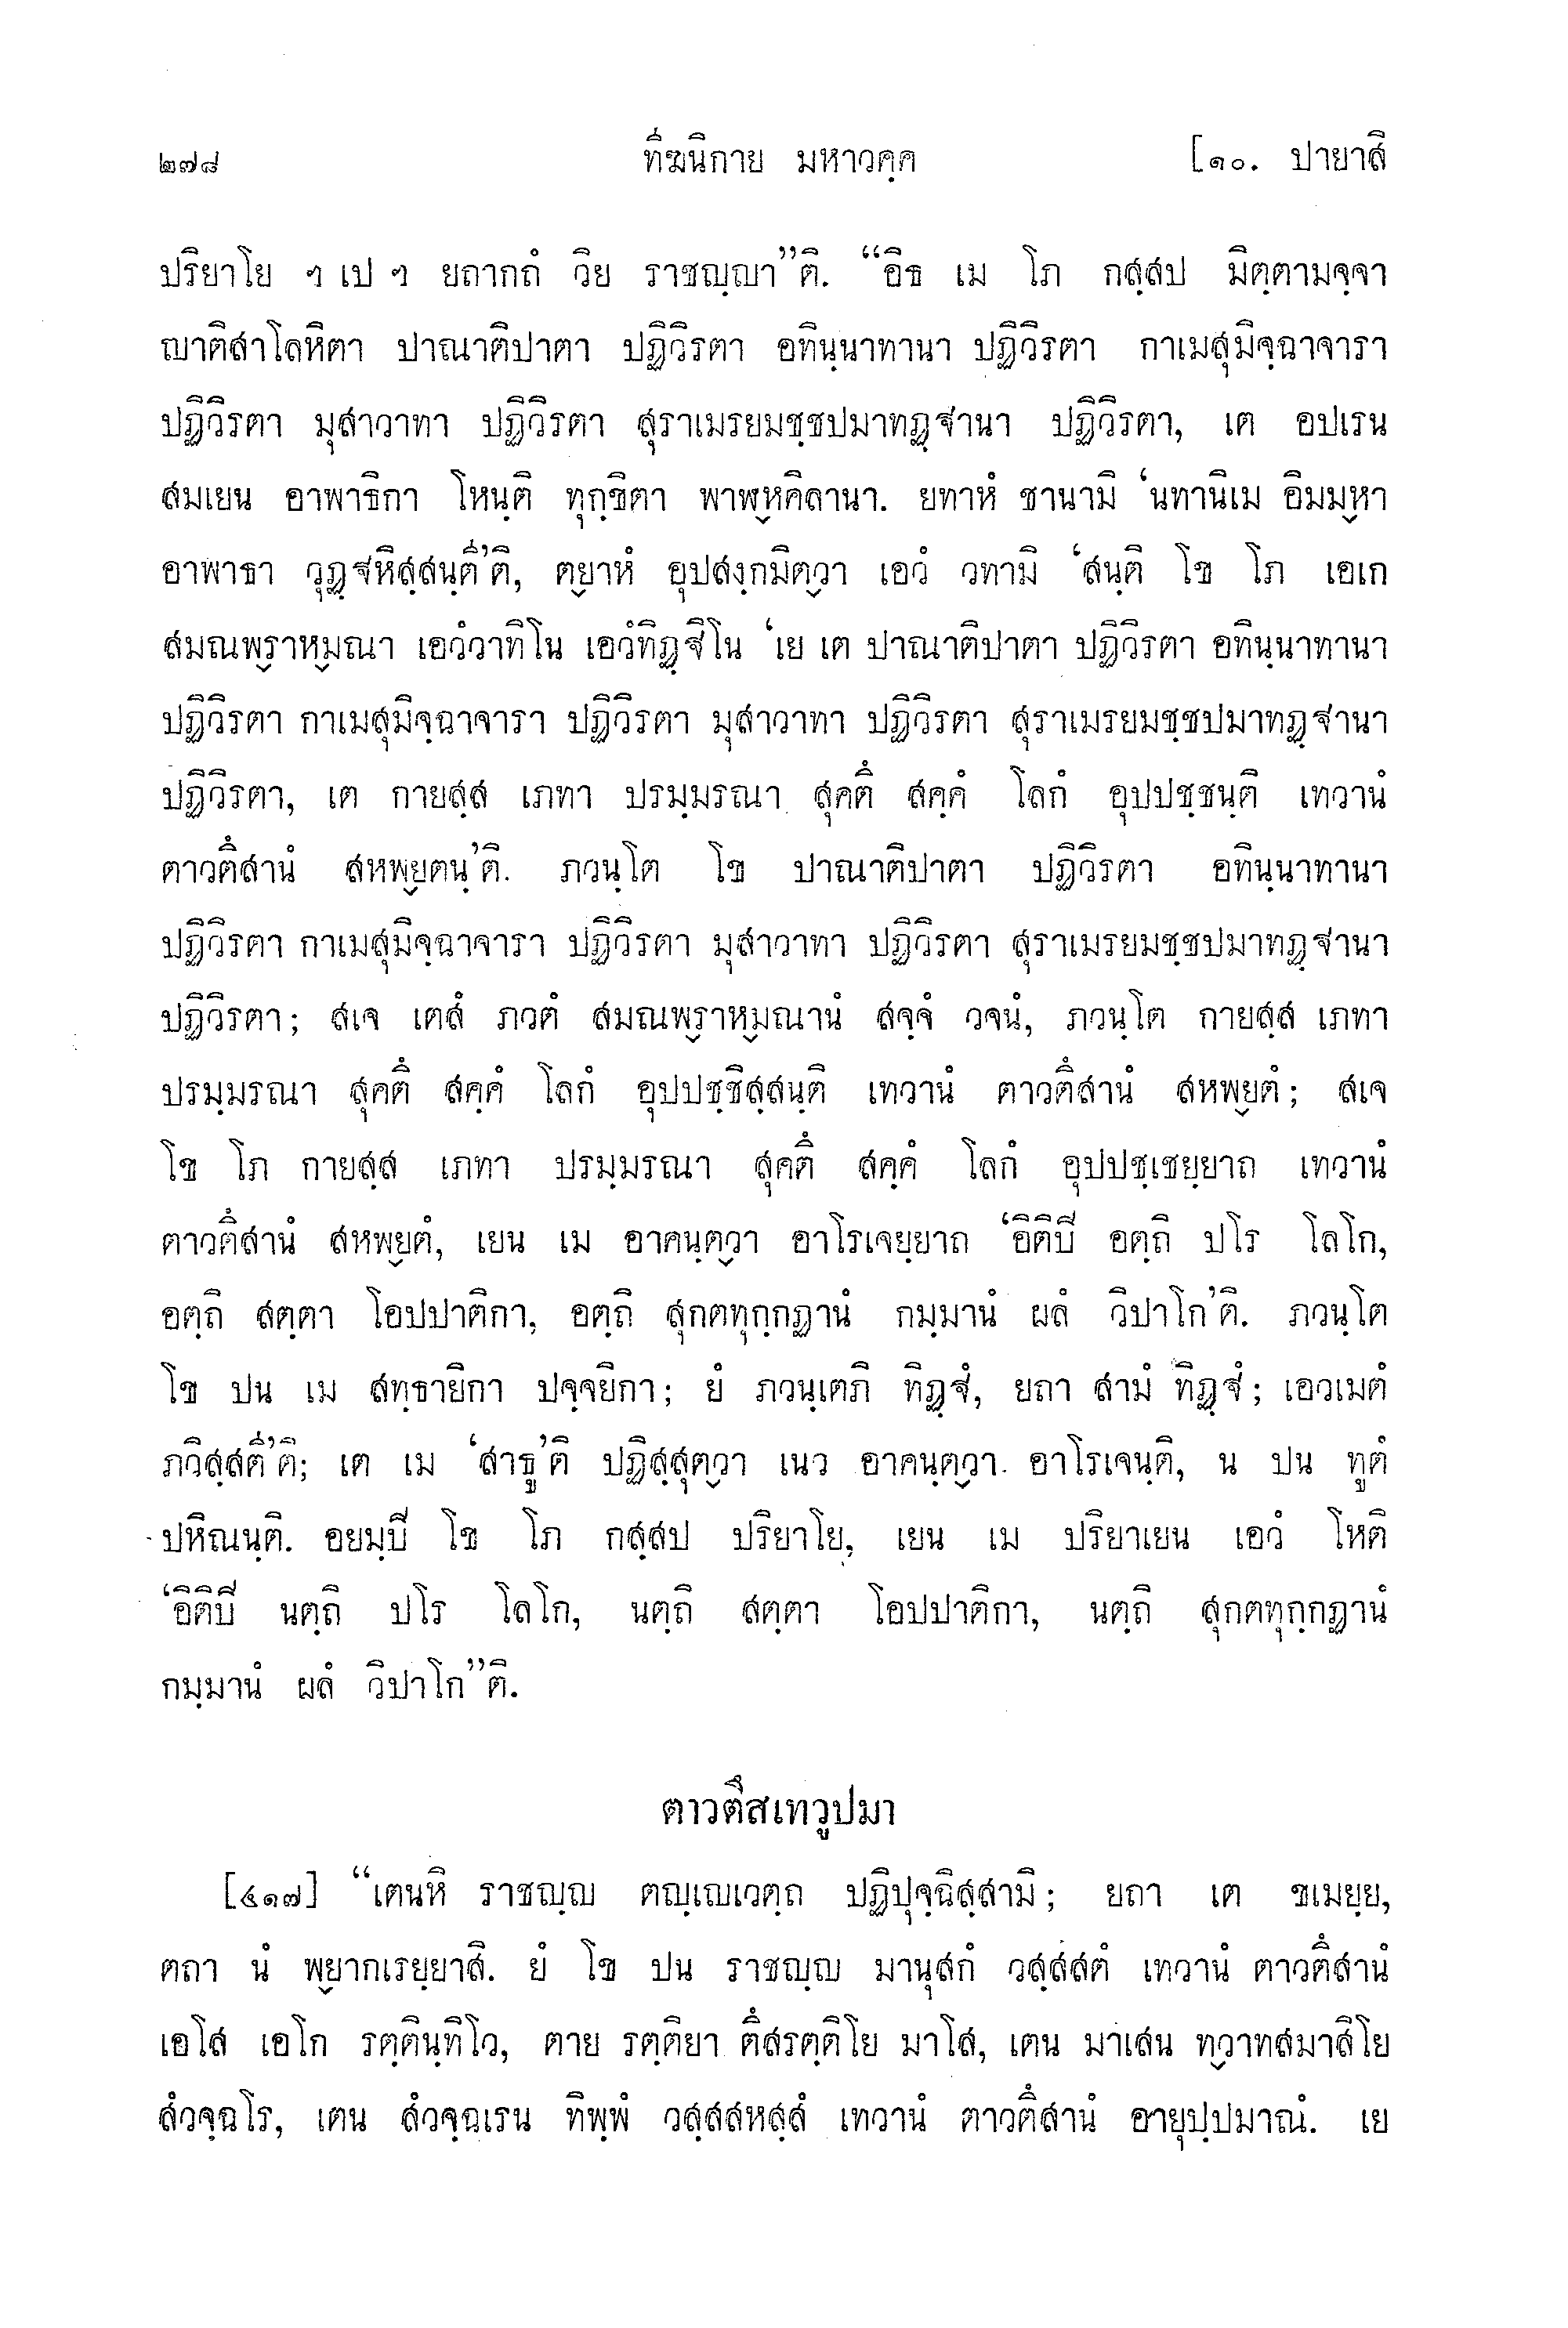 ๒๗๘ ทีฆนิกาย มหาวคฺค [๑๐. ปายาสิ
ปริยาโย ฯ เป ฯ ยถากถํ วิย ราชญฺญา”ติ. “อิธ เม โภ กสฺสป มิตฺตามจฺจา
ญาติสาโลหิตา ปาณาติปาตา ปฏิวิรตา อทินฺนาทานา ปฏิวิรตา กาเมสุมิจฺฉาจารา
ปฏิวิรตา มุสาวาทา ปฏิวิรตา สุราเมรยมชฺชปมาทฏฺฐานา ปฏิวิรตา, เต อปเรน
สมเยน อาพาธิกา โหนฺติ ทุกฺขิตา พาฬฺหคิลานา. ยทาหํ ชานามิ ‘นทานิเม อิมมฺหา
อาพาธา วุฏฺฐหิสฺสนฺตี’ติ, ตฺยาหํ อุปสงฺกมิตฺวา เอวํ วทามิ ‘สนฺติ โข โภ เอเก
สมณพฺราหฺมณา เอวํวาทิโน เอวํทิฏฺฐิโน ‘เย เต ปาณาติปาตา ปฏิวิรตา อทินฺนาทานา
ปฏิวิรตา กาเมสุมิจฺฉาจารา ปฏิวิรตา มุสาวาทา ปฏิวิรตา สุราเมรยมชฺชปมาทฏฺฐานา
ปฏิวิรตา, เต กายสฺส เภทา ปรมฺมรณา สุคตึ สคฺคํ โลกํ อุปปชฺชนฺติ เทวานํ
ตาวตึสานํ สหพฺยตนฺ’ติ. ภวนฺโต โข ปาณาติปาตา ปฏิวิรตา อทินฺนาทานา
ปฏิวิรตา กาเมสุมิจฺฉาจารา ปฏิวิรตา มุสาวาทา ปฏิวิรตา สุราเมรยมชฺชปมาทฏฺฐานา
ปฏิวิรตา; สเจ เตสํ ภวตํ สมณพฺราหฺมณานํ สจฺจํ วจนํ, ภวนฺโต กายสฺส เภทา
ปรมฺมรณา สุคตึ สคฺคํ โลกํ อุปปชฺชิสฺสนฺติ เทวานํ ตาวตึสานํ สหพฺยตํ; สเจ
โข โภ กายสฺส เภทา ปรมฺมรณา สุคตึ สคฺคํ โลกํ อุปปชฺเชยฺยาถ เทวานํ
ตาวตึสานํ สหพฺยตํ, เยน เม อาคนฺตฺวา อาโรเจยฺยาถ ‘อิติปิ อตฺถิ ปโร โลโก,
อตฺถิ สตฺตา โอปปาติกา, อตฺถิ สุกตทุกฺกฏานํ กมฺมานํ ผลํ วิปาโก’ติ. ภวนฺโต
โข ปน เม สทฺธายิกา ปจฺจยิกา; ยํ ภวนฺเตภิ ทิฏฺฐํ, ยถา สามํ ทิฏฺฐํ; เอวเมตํ
ภวิสฺสตี’ติ; เต เม ‘สาธู’ติ ปฏิสฺสุตฺวา เนว อาคนฺตฺวา อาโรเจนฺติ, น ปน ทูตํ
ปหิณนฺติ. อยมฺปิ โข โภ กสฺสป ปริยาโย, เยน เม ปริยาเยน เอวํ โหติ
‘อิติปิ นตฺถิ ปโร โลโก, นตฺถิ สตฺตา โอปปาติกา, นตฺถิ สุกตทุกฺกฏานํ
กมฺมานํ ผลํ วิปาโก”ติ.
ตาวตึสเทวูปมา
[๔๑๗] “เตนหิ ราชญฺญ ตญฺเญเวตฺถ ปฏิปุจฺฉิสฺสามิ; ยถา เต ขเมยฺย,
ตถา นํ พฺยากเรยฺยาสิ. ยํ โข ปน ราชญฺญ มานุสกํ วสฺสสตํ เทวานํ ตาวตึสานํ
เอโส เอโก รตฺตินฺทิโว, ตาย รตฺติยา ตึสรตฺติโย มาโส, เตน มาเสน ทฺวาทสมาสิโย
สํวจฺฉโร, เตน สํวจฺฉเรน ทิพฺพํ วสฺสสหสฺสํ เทวานํ ตาวตึสานํ อายุปฺปมาณํ. เย